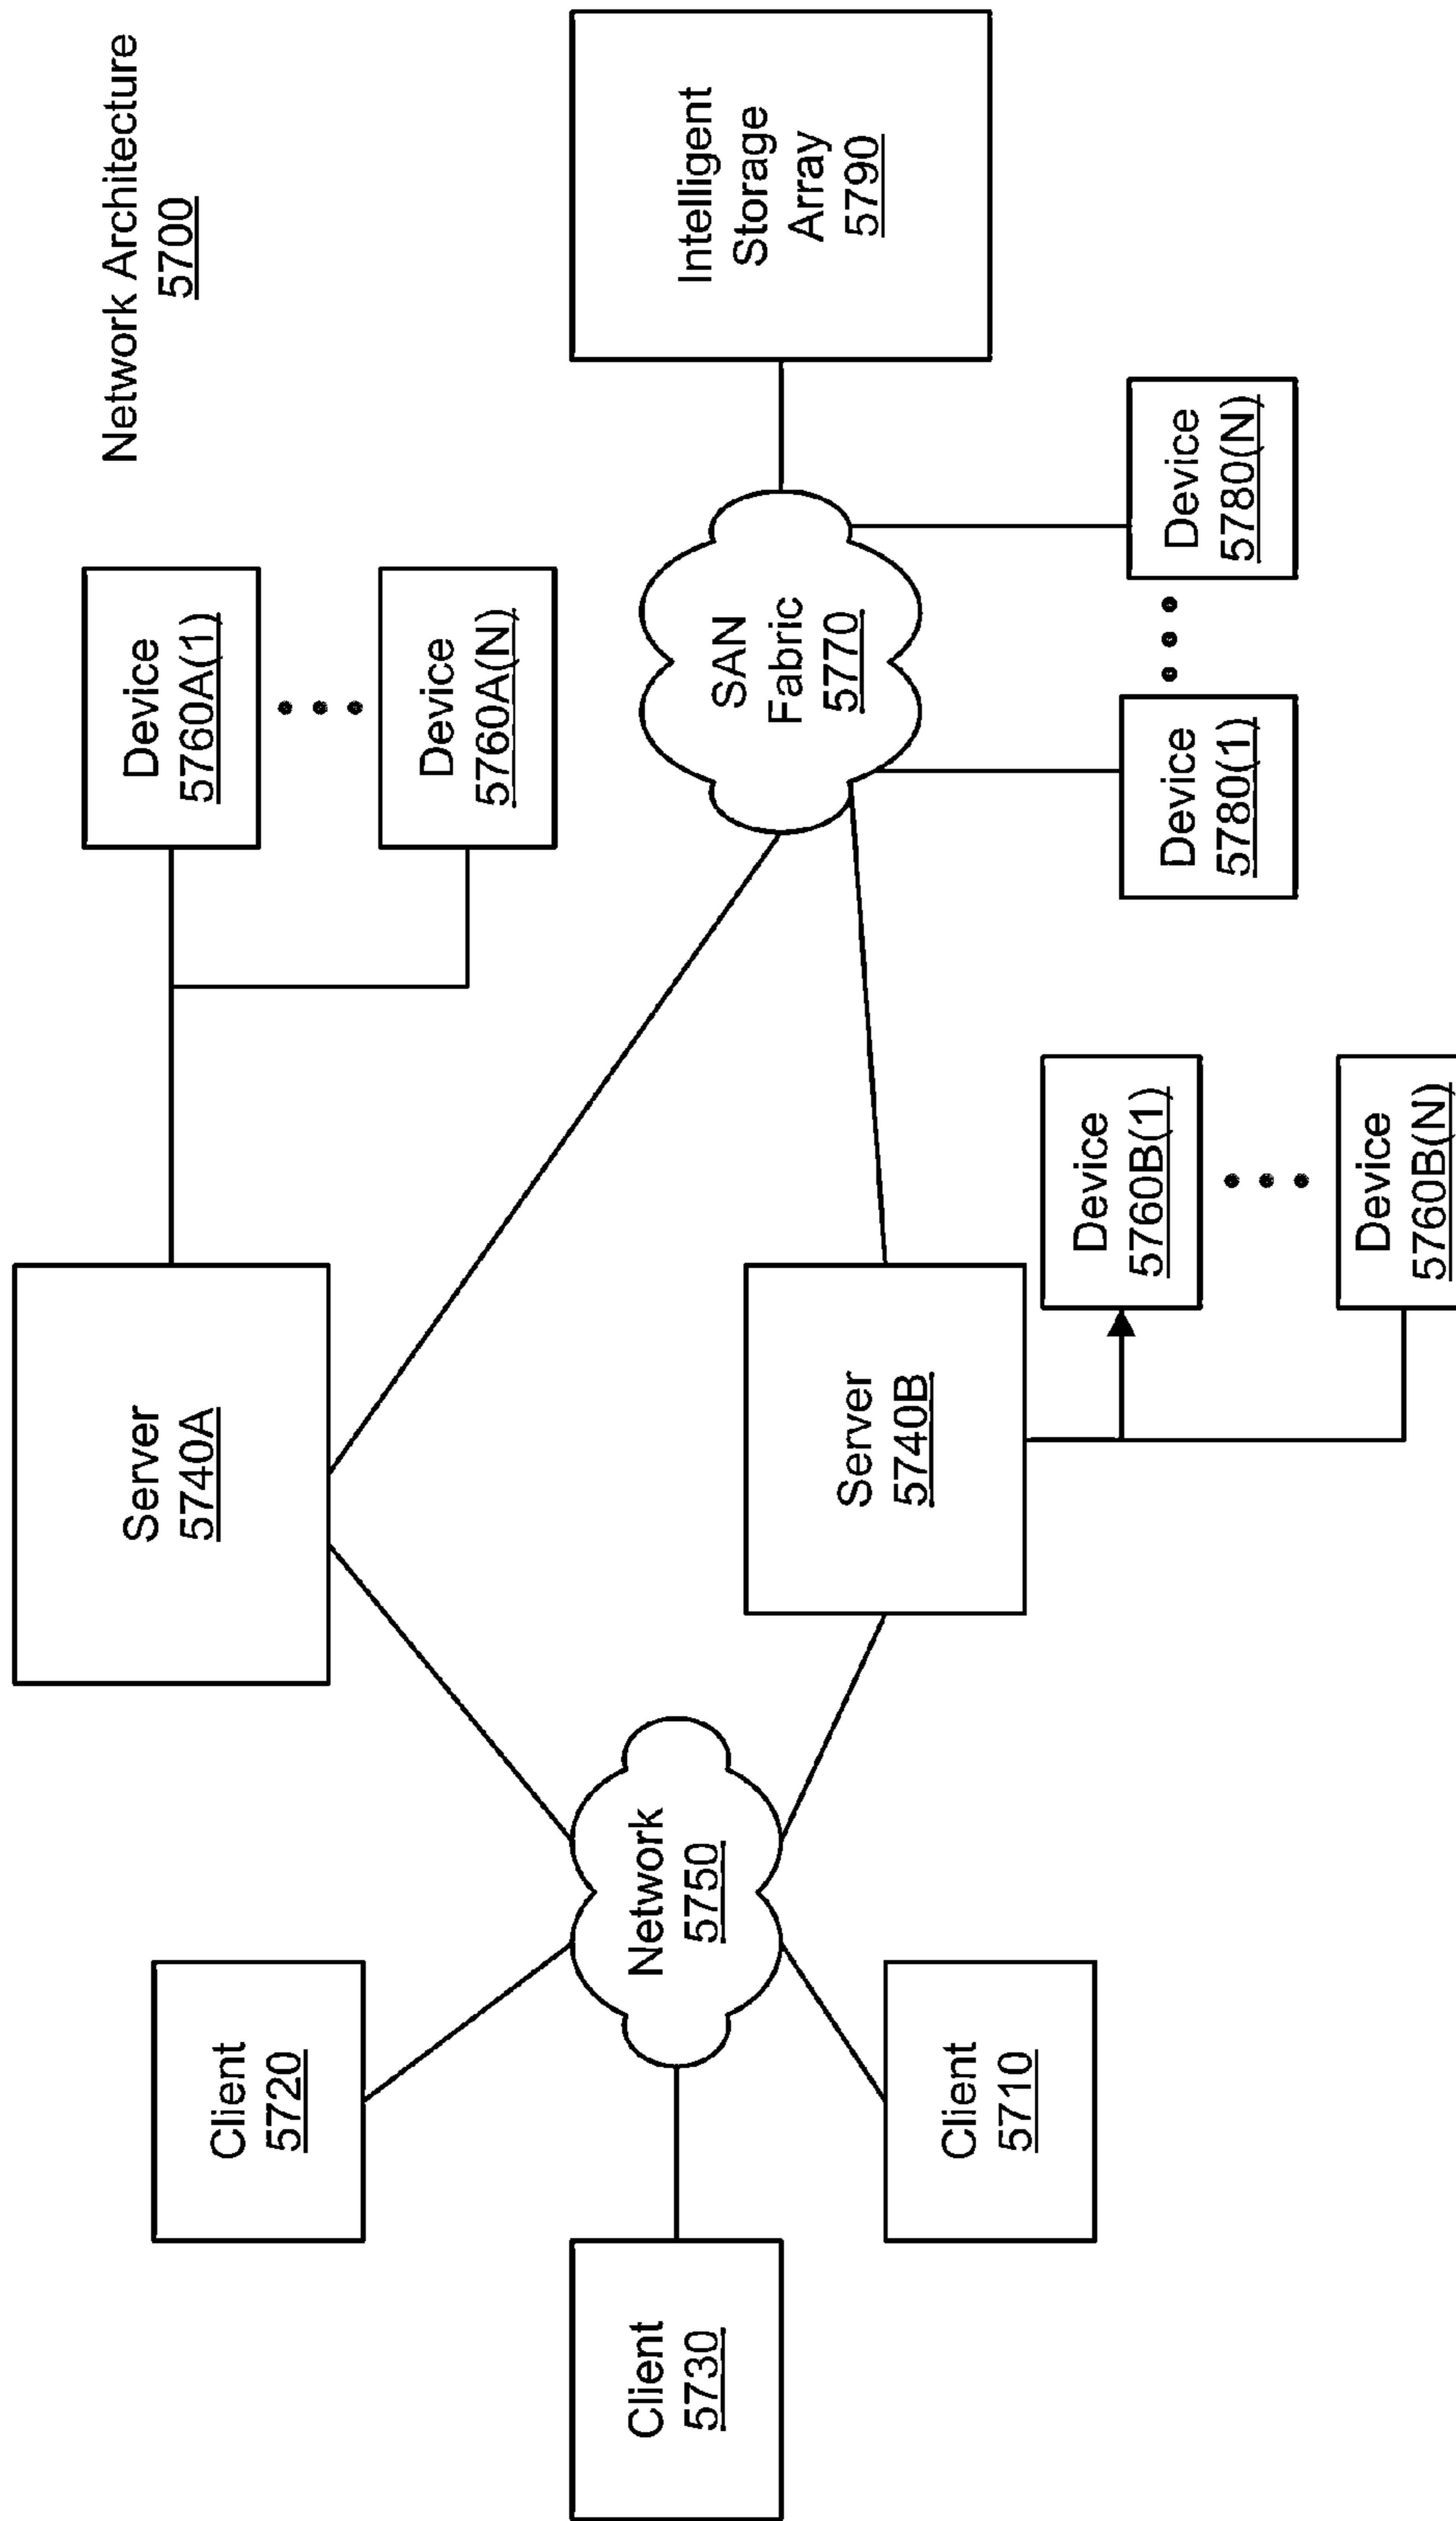 Network Architecture
5700
Client
5720
Server
5740A
Device
5760A(1)
Device
5760A(N)
Client
5730
Network
5750
SAN
Fabric
5770
Intelligent
Storage
Array
5790
Client
5710
Server
5740B
Device
5760B(1)
Device
5760B(N)
Device
5780(1)
Device
5780(N)